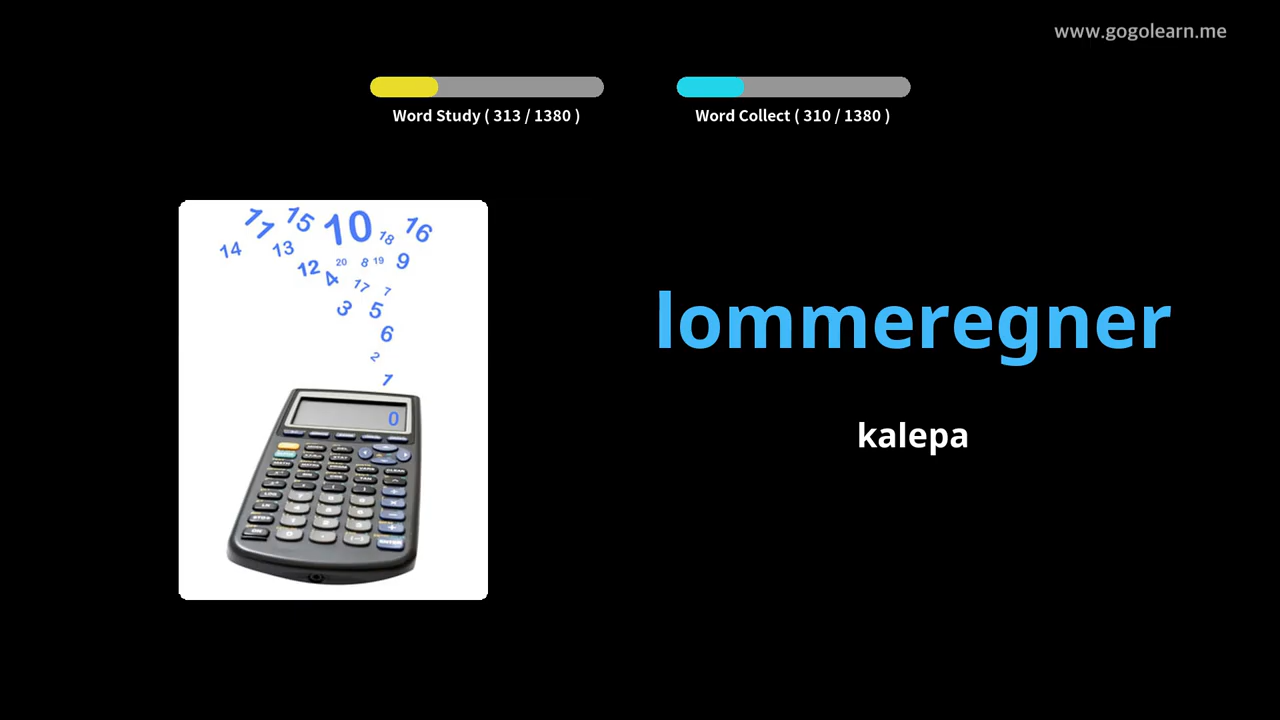 www.gogolearn.me
Word Study ( 313 / 1380 )
Word Collect ( 310 / 1380 )
11 15 10 18 16
14 13 12 20 8 19 9
4 17 7
3 5
6
2
1
0
lommeregner
kalepa